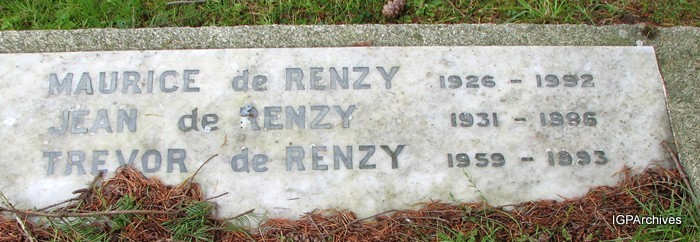 MAURICE de RENZY 1926 - 1992
JEAN de RENZY 1931 - 1986
TREVOR de RENZY 1959 - 1993
IGPArchives